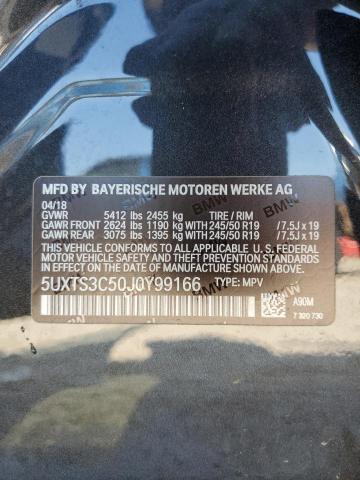 MFD BY BAYERISCHE MOTOREN WERKE AG
04/18
GVWR 5412 lbs 2455 kg TIRE / RIM
GAWR FRONT 2624 lbs 1190 kg WITH 245/50 R19 /7.5J x 19
GAWR REAR 3075 lbs 1395 kg WITH 245/50 R19 /7.5J x 19
THIS VEHICLE CONFORMS TO ALL APPLICABLE U.S. FEDERAL
MOTOR VEHICLE SAFETY, BUMPER,
AND THEFT PREVENTION STANDARDS
IN EFFECT ON THE DATE OF MANUFACTURE SHOWN ABOVE.
5UXTS3C50J0Y99166 TYPE: MPV
A90M
7 320 730